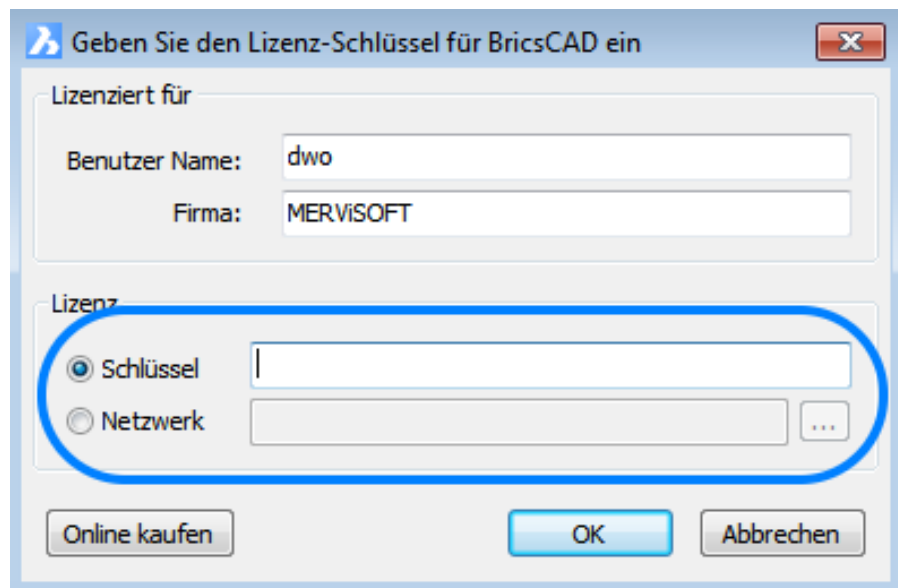 Geben Sie den Lizenz-Schlüssel für BricsCAD ein
Lizenziert für
Benutzer Name: dwo
Firma: MERViSOFT
Lizenz
Schlüssel
Netzwerk ...
Online kaufen OK Abbrechen